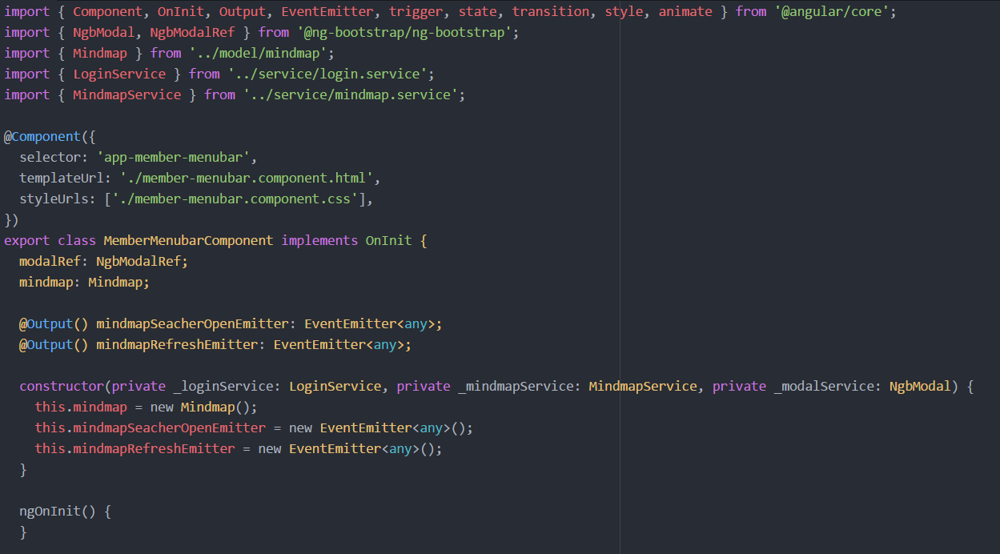 import { Component, OnInit, Output, EventEmitter, trigger, state, transition, style, animate } from '@angular/core';
import { NgbModal, NgbModalRef } from '@ng-bootstrap/ng-bootstrap';
import { Mindmap } from '../model/mindmap';
import { LoginService } from '../service/login.service';
import { MindmapService } from '../service/mindmap.service';

@Component({
  selector: 'app-member-menubar',
  templateUrl: './member-menubar.component.html',
  styleUrls: ['./member-menubar.component.css'],
})
export class MemberMenubarComponent implements OnInit {
  modalRef: NgbModalRef;
  mindmap: Mindmap;

  @Output() mindmapSeacherOpenEmitter: EventEmitter<any>;
  @Output() mindmapRefreshEmitter: EventEmitter<any>;

  constructor(private _loginService: LoginService, private _mindmapService: MindmapService, private _modalService: NgbModal) {
    this.mindmap = new Mindmap();
    this.mindmapSeacherOpenEmitter = new EventEmitter<any>();
    this.mindmapRefreshEmitter = new EventEmitter<any>();
  }

  ngOnInit() {
  }